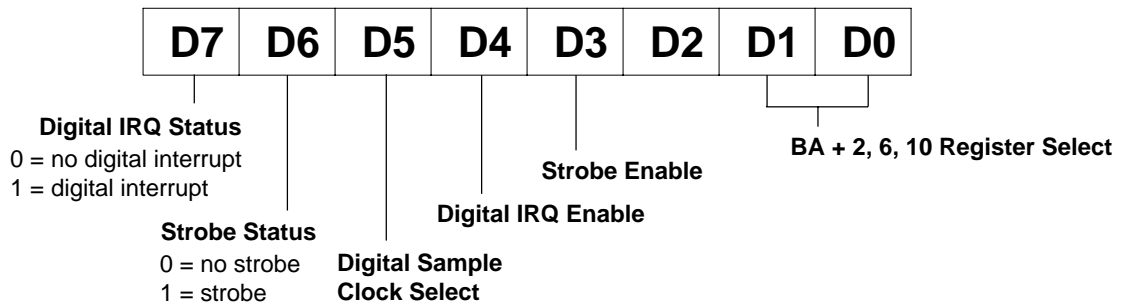 D7 D6 D5 D4 D3 D2 D1 D0
Digital IRQ Status
0 = no digital interrupt
1 = digital interrupt
Strobe Status
0 = no strobe
1 = strobe
Digital Sample
Clock Select
Digital IRQ Enable
Strobe Enable
BA + 2, 6, 10 Register Select